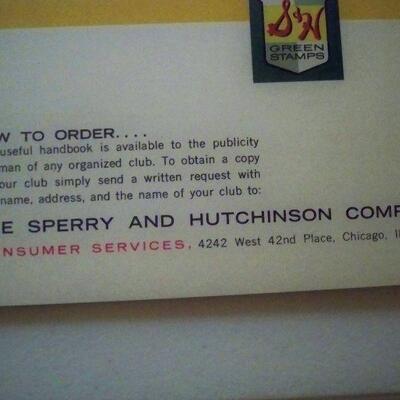 S&H
GREEN
STAMPS
W TO ORDER....
useful handbook is available to the publicity
man of any organized club. To obtain a copy
our club simply send a written request with
name, address, and the name of your club to:
E SPERRY AND HUTCHINSON COMP
NSUMER SERVICES, 4242 West 42nd Place, Chicago, Il